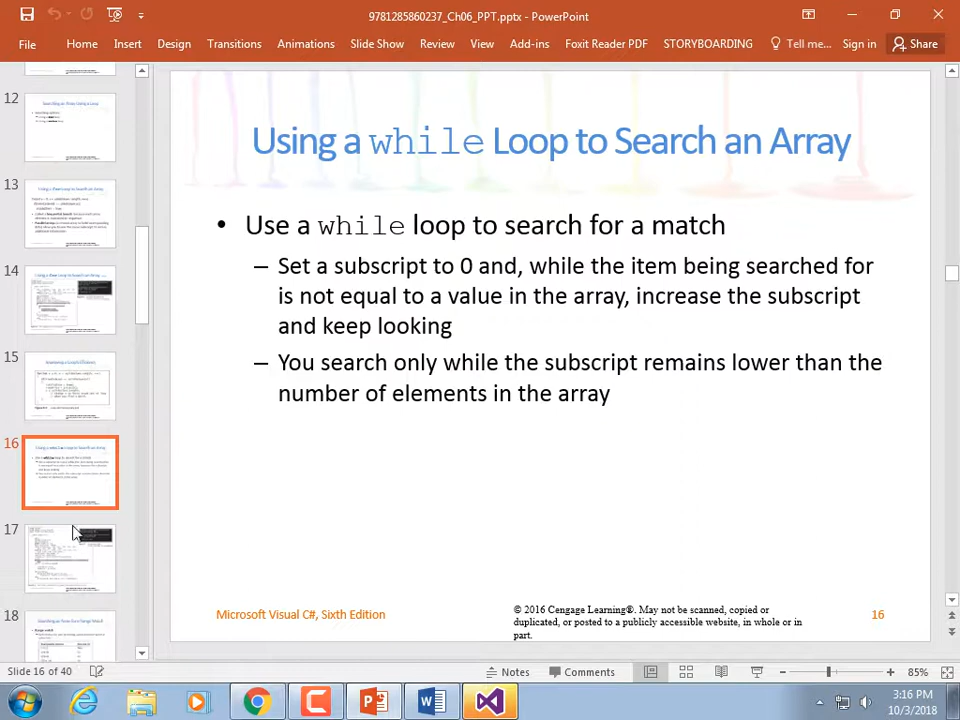 9781285860237_Ch06_PPT.pptx - PowerPoint
File Home Insert Design Transitions Animations Slide Show Review View Add-ins Foxit Reader PDF STORYBOARDING Tell me... Sign in Share
12
13
14
15
16
17
18
Using a while Loop to Search an Array
• Use a while loop to search for a match
– Set a subscript to 0 and, while the item being searched for
is not equal to a value in the array, increase the subscript
and keep looking
– You search only while the subscript remains lower than the
number of elements in the array
Microsoft Visual C#, Sixth Edition
© 2016 Cengage Learning®. May not be scanned, copied or
duplicated, or posted to a publicly accessible website, in whole or in
part.
16
Slide 16 of 40 Notes Comments 85%
3:16 PM
10/3/2018